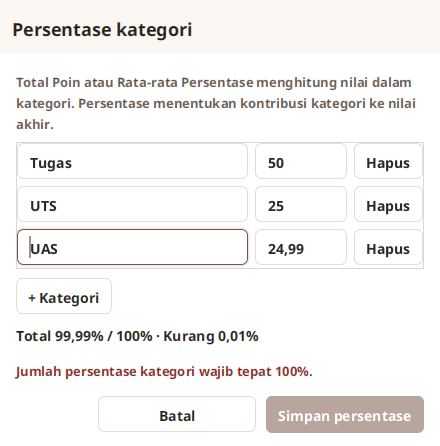 Persentase kategori
Total Poin atau Rata-rata Persentase menghitung nilai dalam
kategori. Persentase menentukan kontribusi kategori ke nilai
akhir.
Tugas 50 Hapus
UTS 25 Hapus
UAS 24,99 Hapus
+ Kategori
Total 99,99% / 100% · Kurang 0,01%
Jumlah persentase kategori wajib tepat 100%.
Batal Simpan persentase